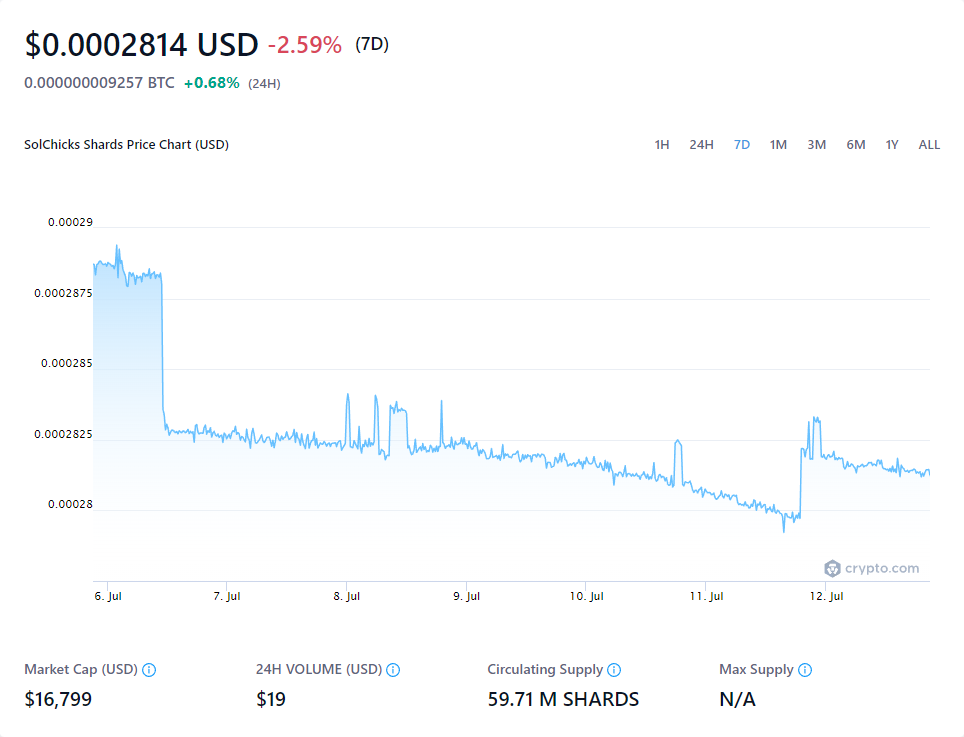 $0.0002814 USD -2.59% (7D)
0.000000009257 BTC +0.68% (24H)
SolChicks Shards Price Chart (USD) 1H 24H 7D 1M 3M 6M 1Y ALL
0.00029
0.0002875
0.000285
0.0002825
0.00028
crypto.com
6. Jul 7. Jul 8. Jul 9. Jul 10. Jul 11. Jul 12. Jul
Market Cap (USD) 24H VOLUME (USD) Circulating Supply Max Supply
$16,799 $19 59.71 M SHARDS N/A